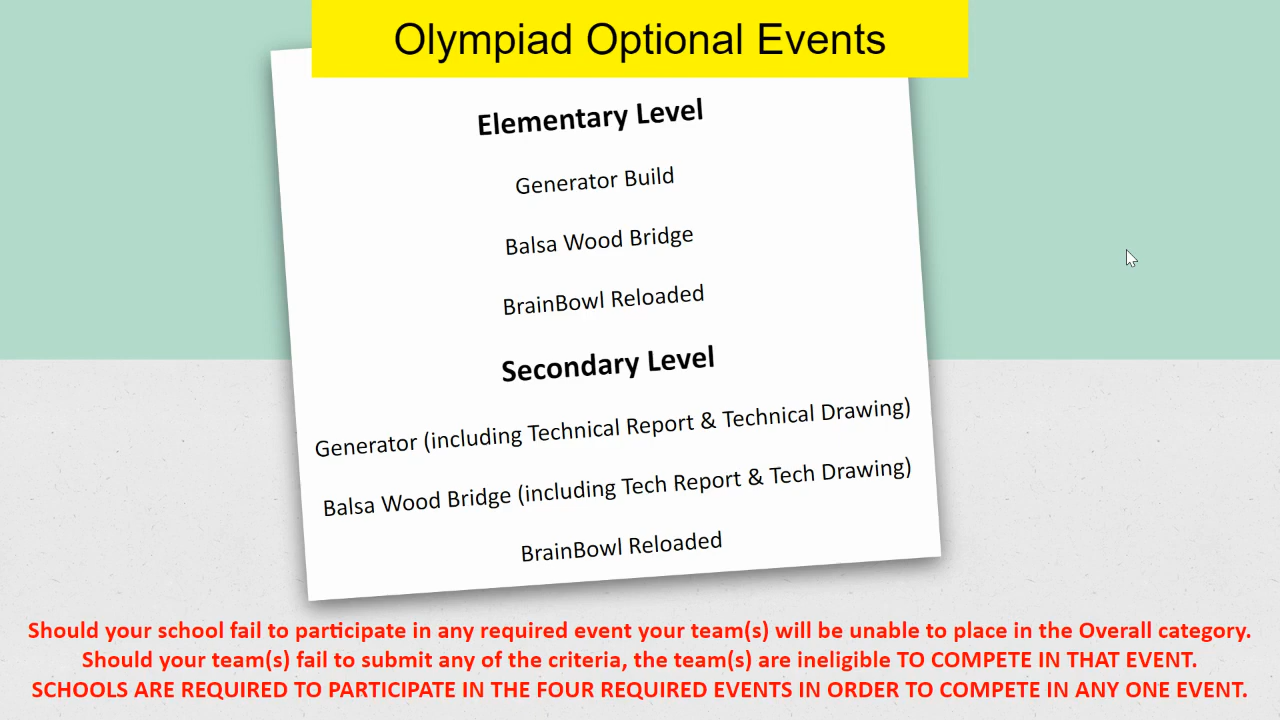 Olympiad Optional Events
Elementary Level
Generator Build
Balsa Wood Bridge
BrainBowl Reloaded
Secondary Level
Generator (including Technical Report & Technical Drawing)
Balsa Wood Bridge (including Tech Report & Tech Drawing)
BrainBowl Reloaded
Should your school fail to participate in any required event your team(s) will be unable to place in the Overall category.
Should your team(s) fail to submit any of the criteria, the team(s) are ineligible TO COMPETE IN THAT EVENT.
SCHOOLS ARE REQUIRED TO PARTICIPATE IN THE FOUR REQUIRED EVENTS IN ORDER TO COMPETE IN ANY ONE EVENT.